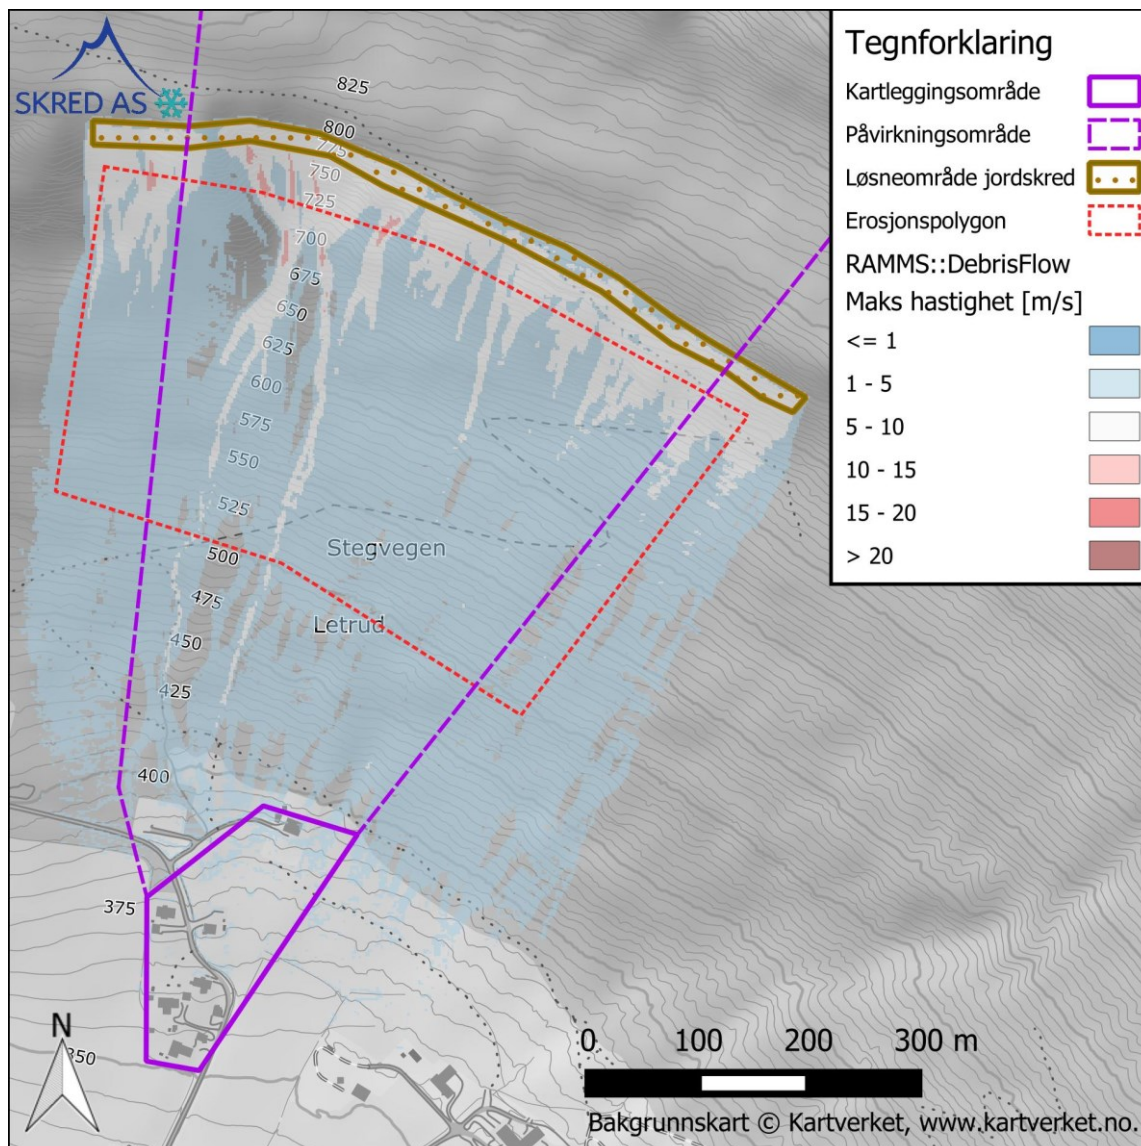 SKRED AS
Tegnforklaring
Kartleggingsområde
Påvirkningsområde
Løsneområde jordskred
Erosjonspolygon
RAMMS::DebrisFlow
Maks hastighet [m/s]
<= 1
1 - 5
5 - 10
10 - 15
15 - 20
> 20
825
800
775
750
725
700
675
650
625
600
575
550
525
500
Stegvegen
475
Letrud
450
425
400
375
N
350
0 100 200 300 m
Bakgrunnskart © Kartverket, www.kartverket.no.